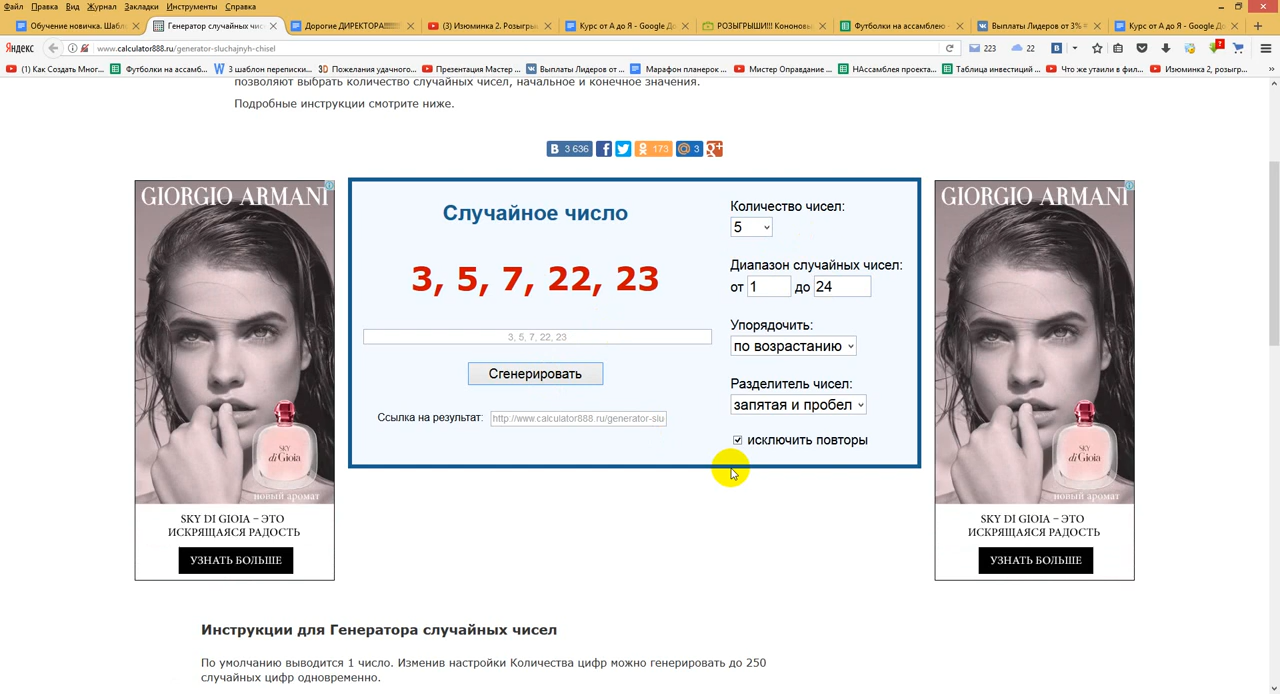 Файл Правка Вид Журнал Закладки Инструменты Справка
Обучение новичка. Шабл
Генератор случайных чис
Дорогие ДИРЕКТОРА!!!!!!!!
(3) Изюминка 2. Розыгрыш
Курс от А до Я - Google Д
РОЗЫГРЫШИ!!! Кононовы
Футболки на ассамблею
Выплаты Лидеров от 3%
Курс от А до Я - Google До
Яндекс
www.calculator888.ru/generator-sluchajnyh-chisel
223
22
(1) Как Создать Мног...
Футболки на ассамб...
3 шаблон переписки...
Пожелания удачного...
Презентация Мастер ...
Выплаты Лидеров от ...
Марафон планерок ...
Мистер Оправдание ...
НАссамблея проекта...
Таблица инвестиций ...
Что же утаили в фил...
Изюминка 2, розыгр...
позволяют выбрать количество случайных чисел, начальное и конечное значения.
Подробные инструкции смотрите ниже.
3 636
173
3
GIORGIO ARMANI
SKY
di Gioia
новый аромат
SKY DI GIOIA – ЭТО
ИСКРЯЩАЯСЯ РАДОСТЬ
УЗНАТЬ БОЛЬШЕ
Случайное число
3, 5, 7, 22, 23
3, 5, 7, 22, 23
Сгенерировать
Ссылка на результат: http://www.calculator888.ru/generator-slu
Количество чисел:
5
Диапазон случайных чисел:
от 1 до 24
Упорядочить:
по возрастанию
Разделитель чисел:
запятая и пробел
исключить повторы
GIORGIO ARMANI
SKY
di Gioia
новый аромат
SKY DI GIOIA – ЭТО
ИСКРЯЩАЯСЯ РАДОСТЬ
УЗНАТЬ БОЛЬШЕ
Инструкции для Генератора случайных чисел
По умолчанию выводится 1 число. Изменив настройки Количества цифр можно генерировать до 250
случайных цифр одновременно.